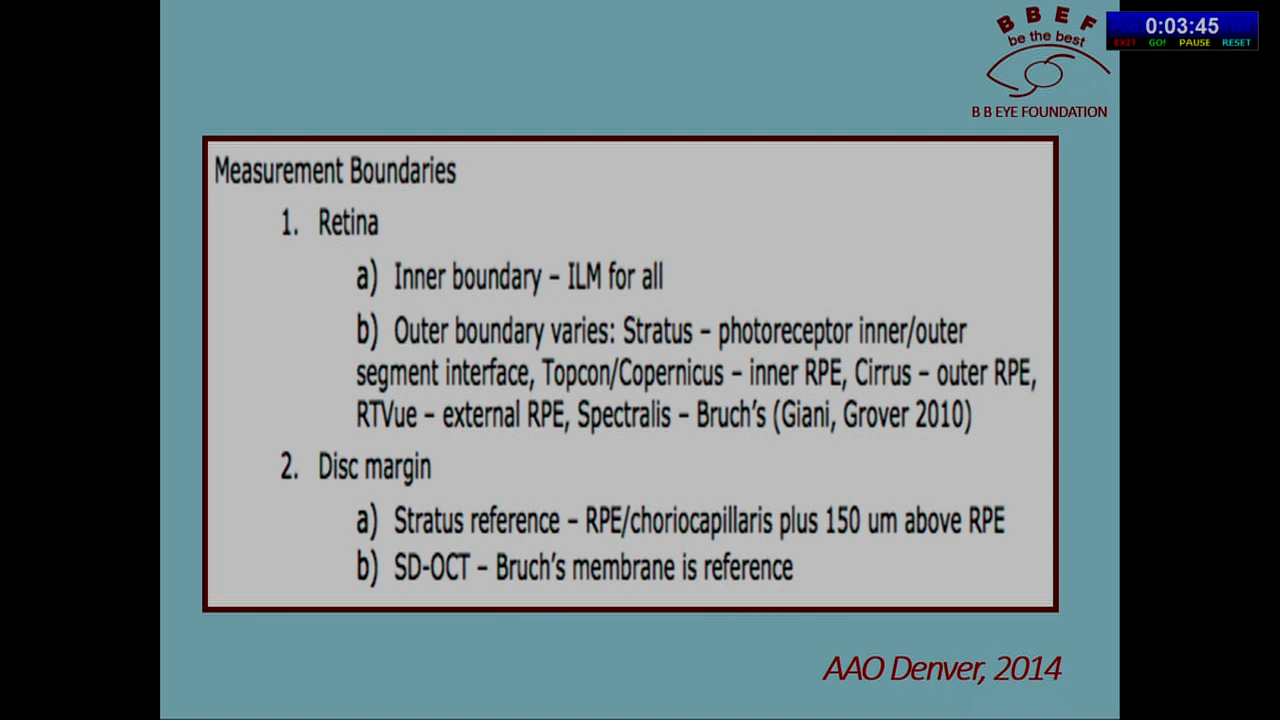 B B E F
be the best
B B EYE FOUNDATION
0:03:45
EXIT GO! PAUSE RESET
Measurement Boundaries
1. Retina
a) Inner boundary – ILM for all
b) Outer boundary varies: Stratus – photoreceptor inner/outer
segment interface, Topcon/Copernicus – inner RPE, Cirrus – outer RPE,
RTVue – external RPE, Spectralis – Bruch's (Giani, Grover 2010)
2. Disc margin
a) Stratus reference – RPE/choriocapillaris plus 150 um above RPE
b) SD-OCT – Bruch's membrane is reference
AAO Denver, 2014